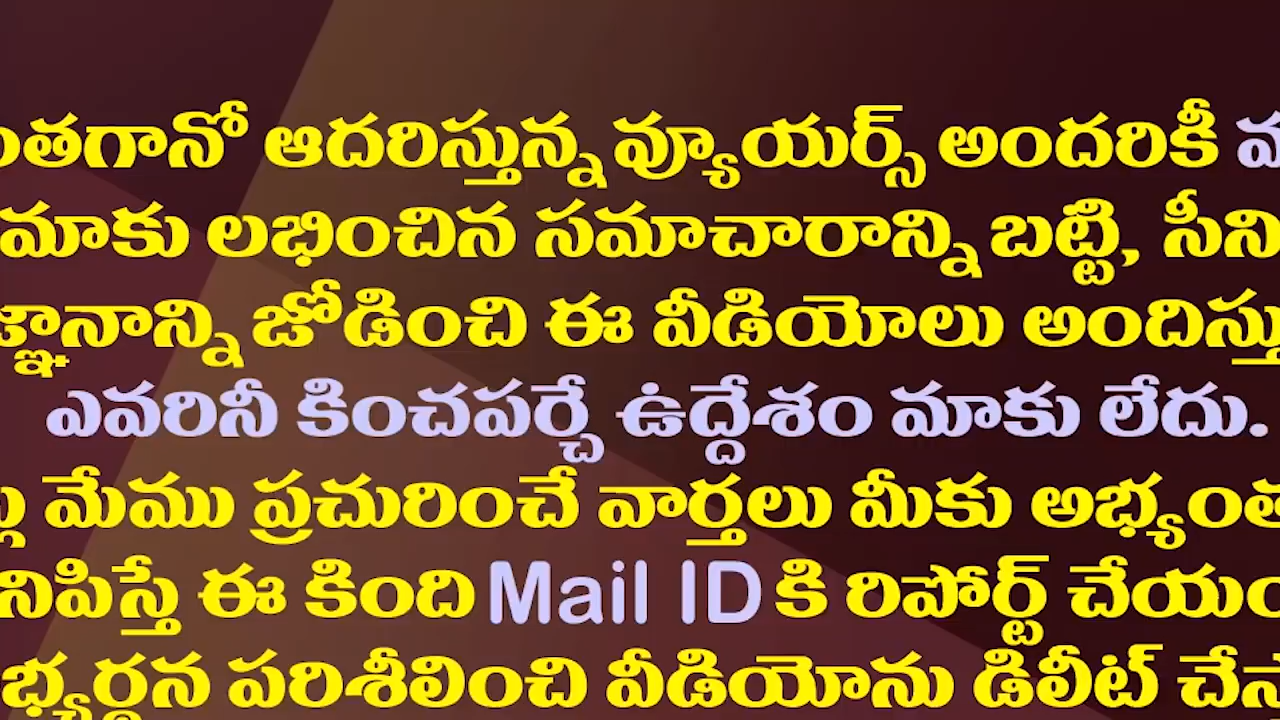 ంతగానో ఆదరిస్తున్న వ్యూయర్స్ అందరికీ
మాకు లభించిన సమాచారాన్ని బట్టి, సీని
జ్ఞానాన్ని జోడించి ఈ వీడియోలు అందిస్తు
ఎవరినీ కించపర్చే ఉద్దేశం మాకు లేదు.
మేము ప్రచురించే వార్తలు మీకు అభ్యంత
నిపిస్తే ఈ కింది Mail ID కి రిపోర్ట్ చేయం
భ్యర్థన పరిశీలించి వీడియోను డిలీట్ చేస